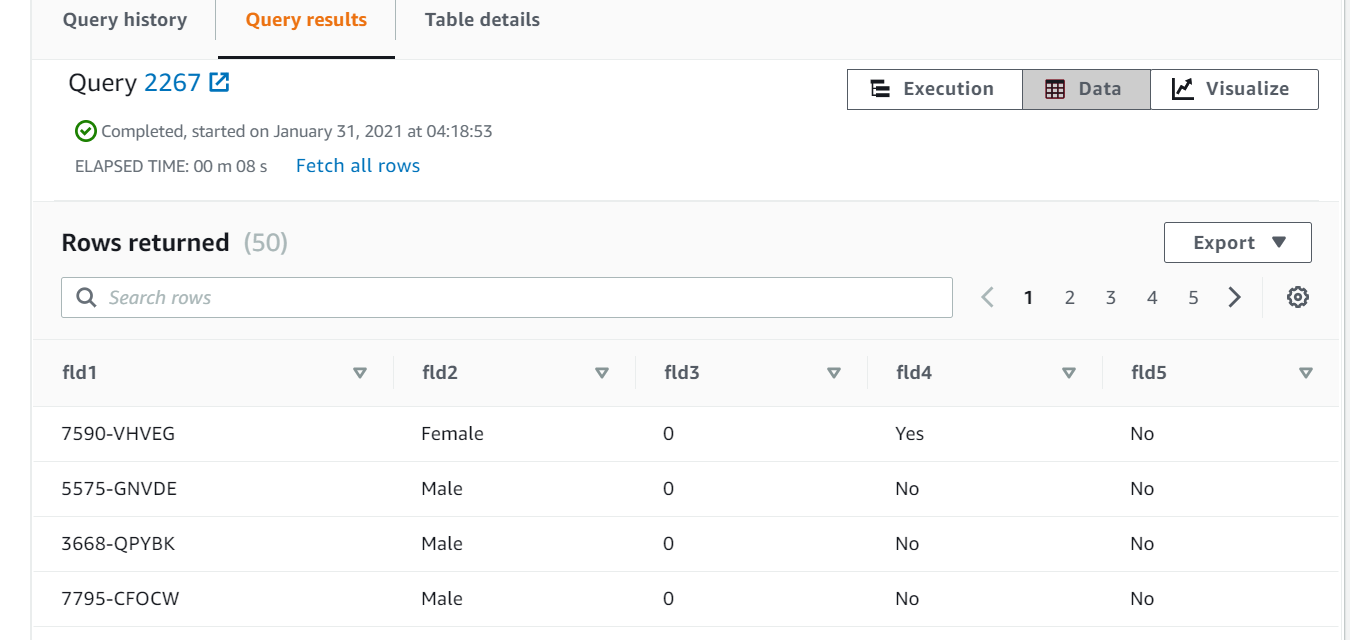 Query history Query results Table details
Query 2267
Execution Data Visualize
Completed, started on January 31, 2021 at 04:18:53
ELAPSED TIME: 00 m 08 s Fetch all rows
Rows returned (50)
Export
Search rows
1 2 3 4 5
fld1 fld2 fld3 fld4 fld5
7590-VHVEG Female 0 Yes No
5575-GNVDE Male 0 No No
3668-QPYBK Male 0 No No
7795-CFOCW Male 0 No No